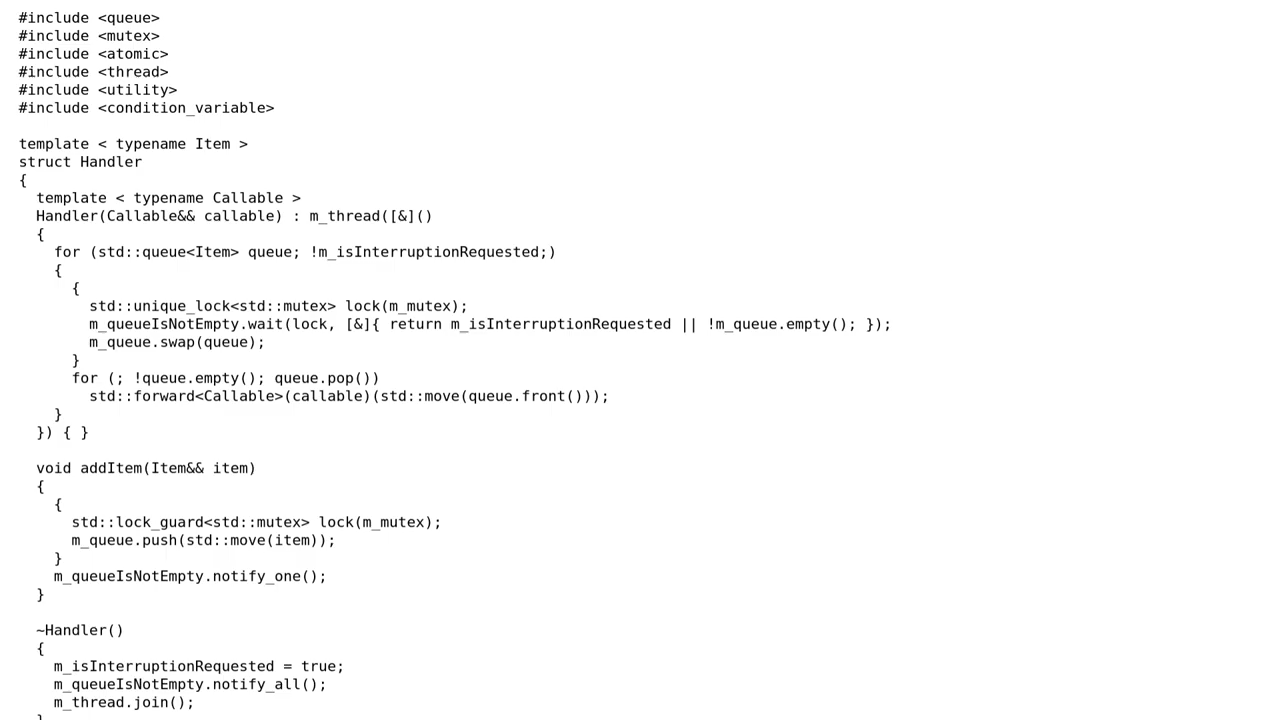 #include <queue>
#include <mutex>
#include <atomic>
#include <thread>
#include <utility>
#include <condition_variable>

template < typename Item >
struct Handler
{
  template < typename Callable >
  Handler(Callable&& callable) : m_thread([&]()
  {
    for (std::queue<Item> queue; !m_isInterruptionRequested;)
    {
      {
        std::unique_lock<std::mutex> lock(m_mutex);
        m_queueIsNotEmpty.wait(lock, [&]{ return m_isInterruptionRequested || !m_queue.empty(); });
        m_queue.swap(queue);
      }
      for (; !queue.empty(); queue.pop())
        std::forward<Callable>(callable)(std::move(queue.front()));
    }
  }) { }

  void addItem(Item&& item)
  {
    {
      std::lock_guard<std::mutex> lock(m_mutex);
      m_queue.push(std::move(item));
    }
    m_queueIsNotEmpty.notify_one();
  }

  ~Handler()
  {
    m_isInterruptionRequested = true;
    m_queueIsNotEmpty.notify_all();
    m_thread.join();
  }